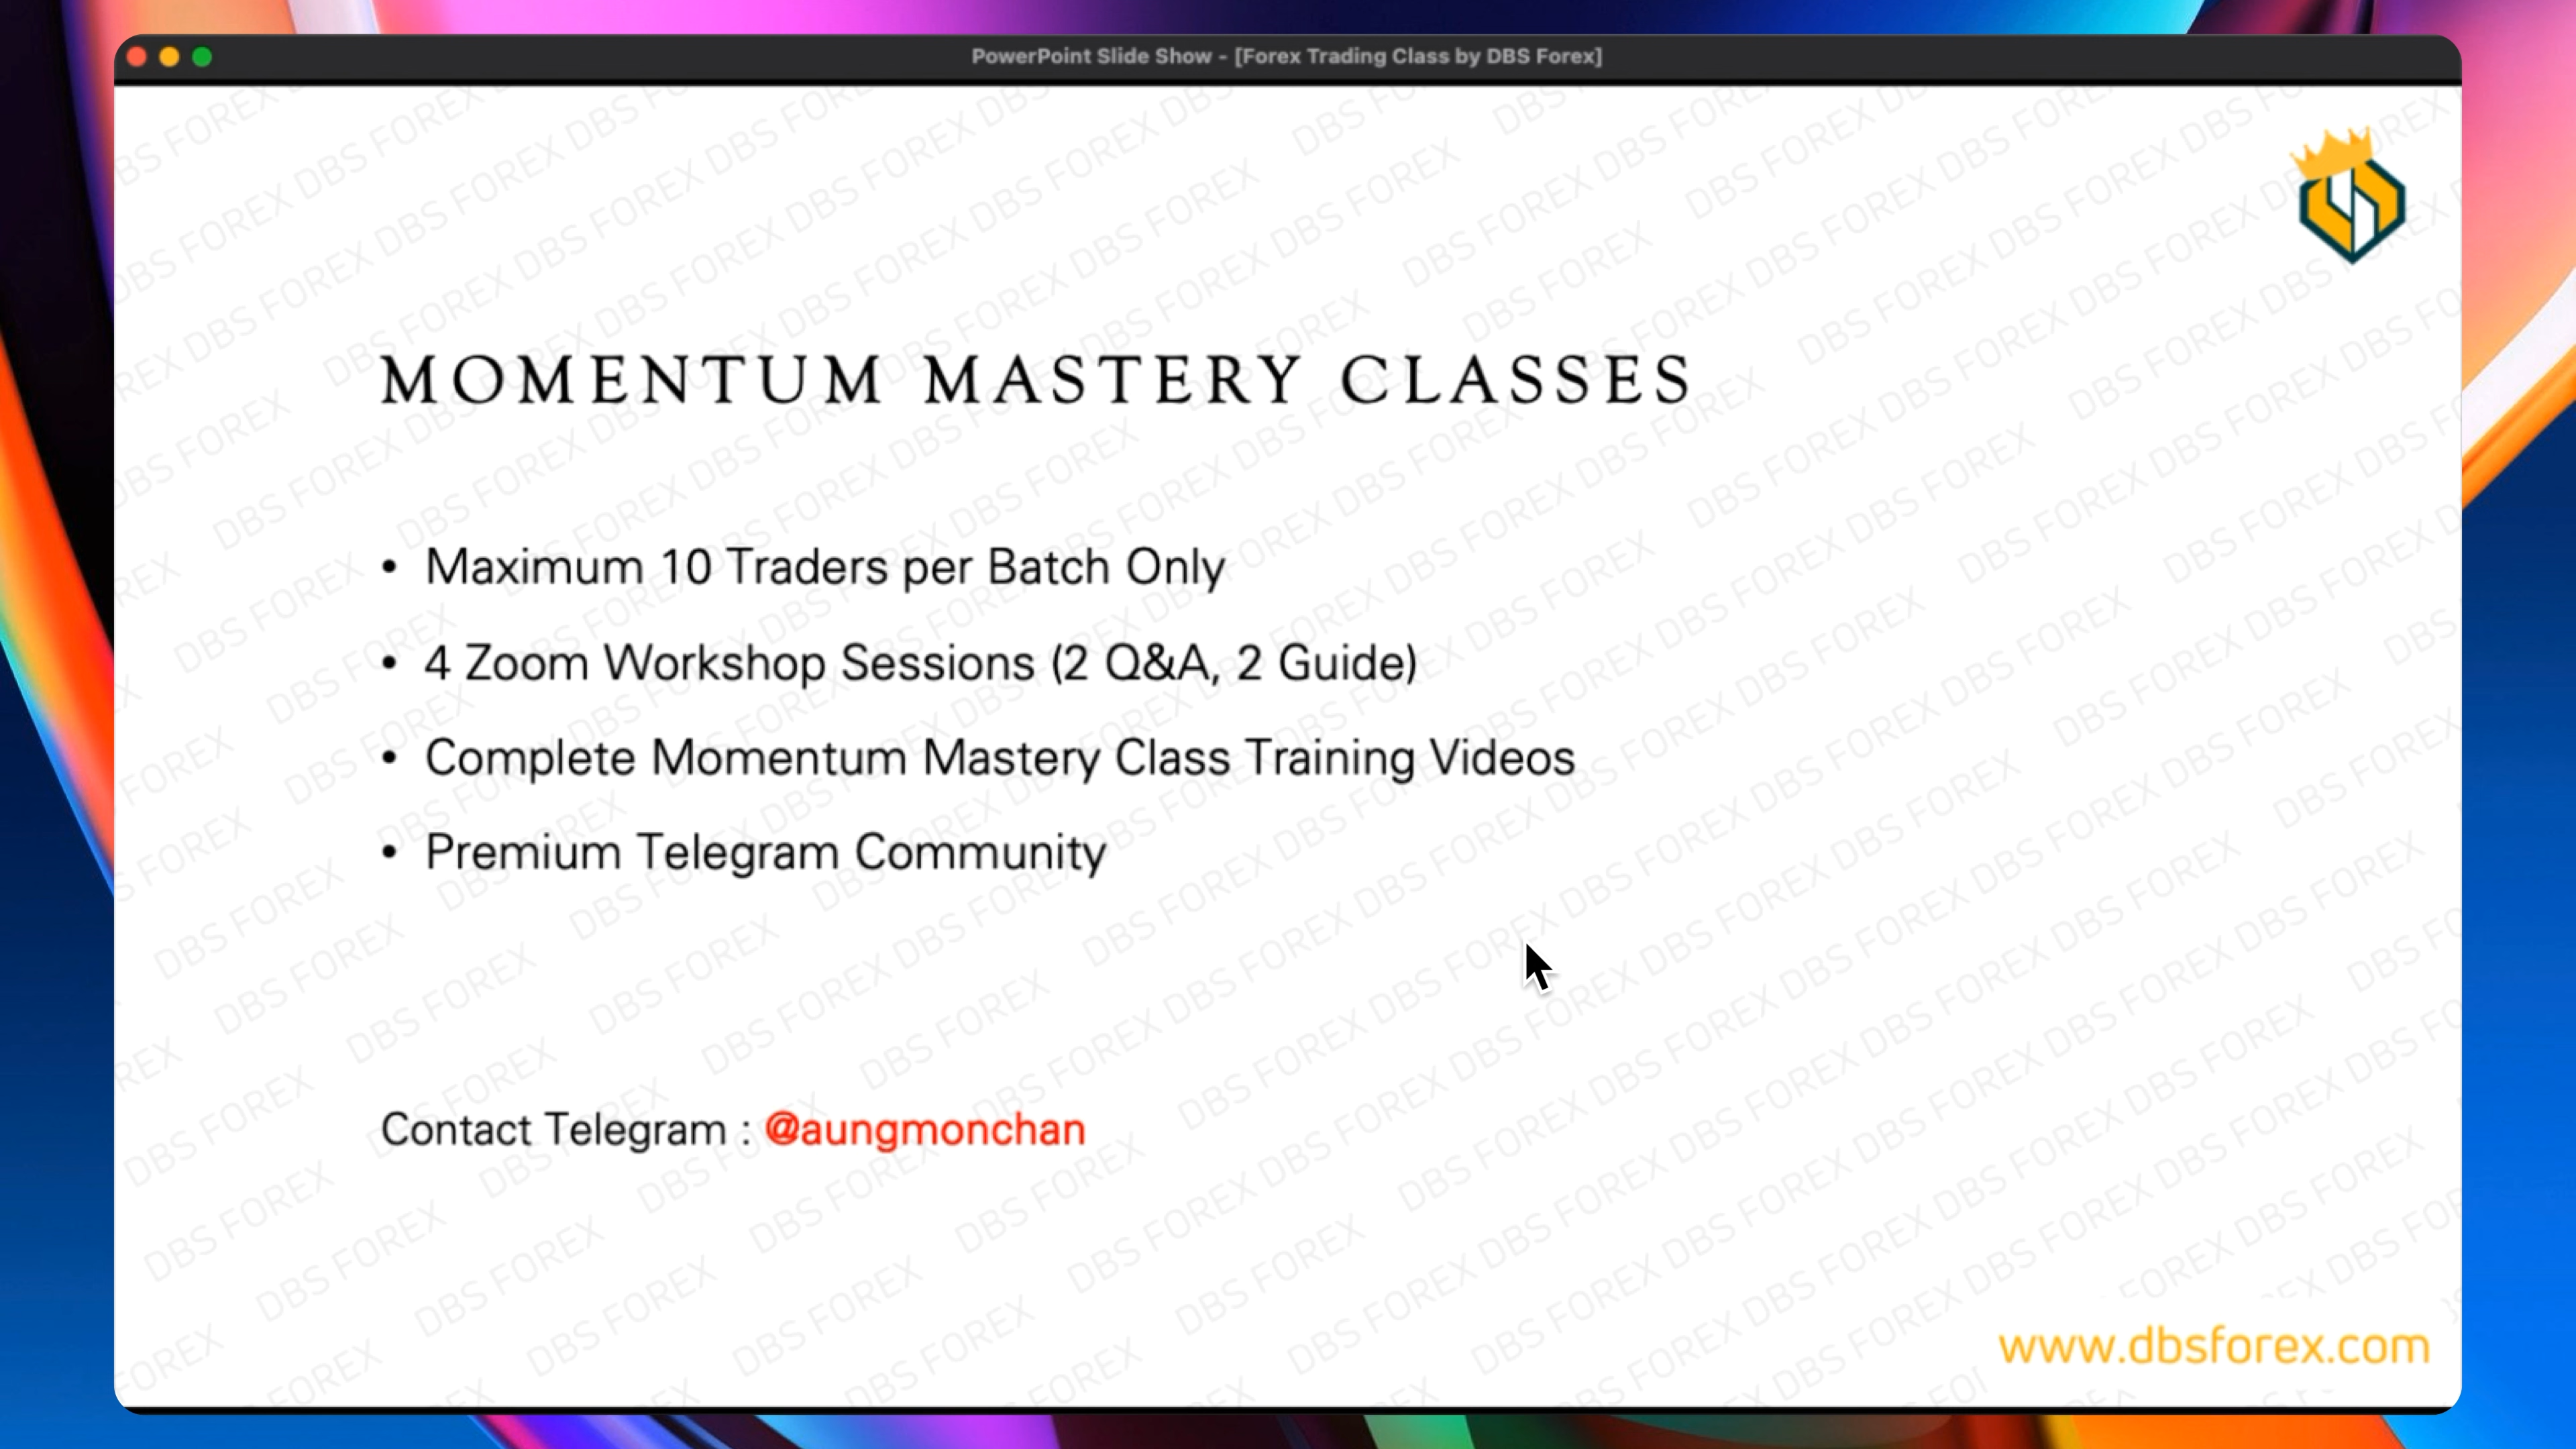 PowerPoint Slide Show - [Forex Trading Class by DBS Forex]
MOMENTUM MASTERY CLASSES
• Maximum 10 Traders per Batch Only
• 4 Zoom Workshop Sessions (2 Q&A, 2 Guide)
• Complete Momentum Mastery Class Training Videos
• Premium Telegram Community
Contact Telegram : @aungmonchan
www.dbsforex.com
DBS FOREX